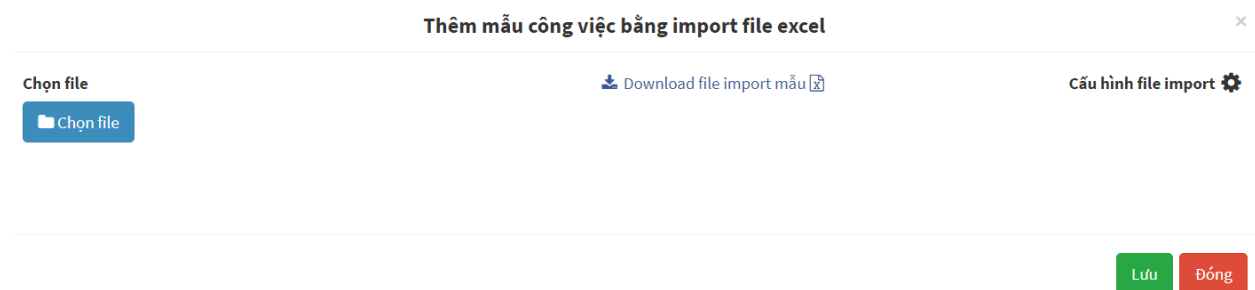 Thêm mẫu công việc bằng import file excel
×
Chọn file
Download file import mẫu
Cấu hình file import
Chọn file
Lưu
Đóng